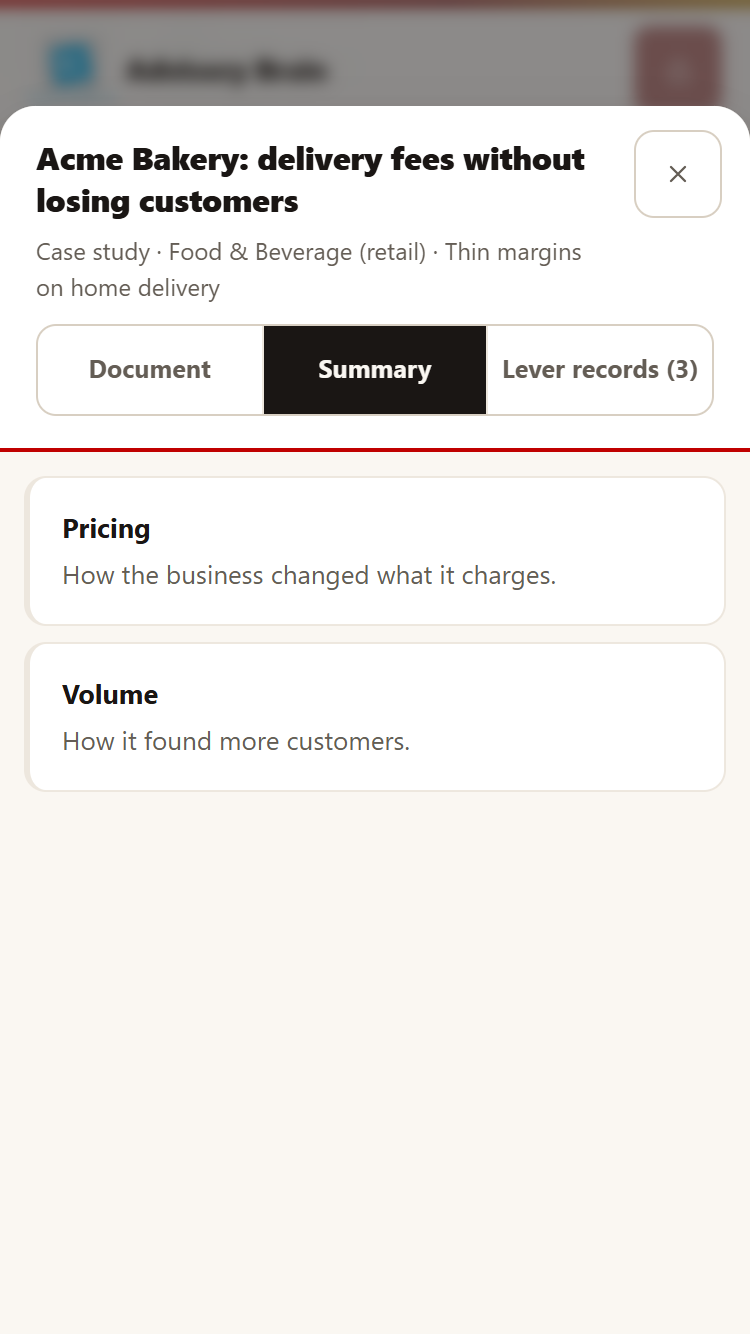 Acme Bakery: delivery fees without
losing customers
Case study · Food & Beverage (retail) · Thin margins
on home delivery
Document
Summary
Lever records (3)
Pricing
How the business changed what it charges.
Volume
How it found more customers.